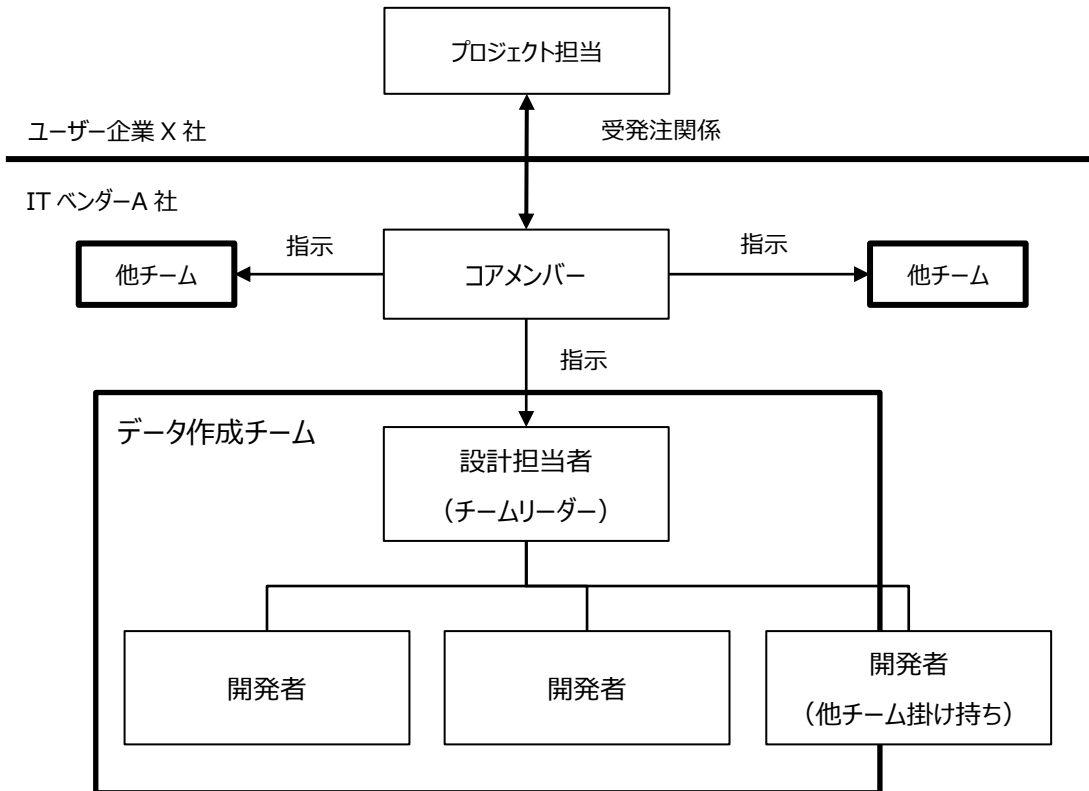 プロジェクト担当
ユーザー企業 X 社
受発注関係
IT ベンダーA 社
指示
指示
他チーム
コアメンバー
他チーム
指示
データ作成チーム
設計担当者
（チームリーダー）
開発者
開発者
開発者
（他チーム掛け持ち）